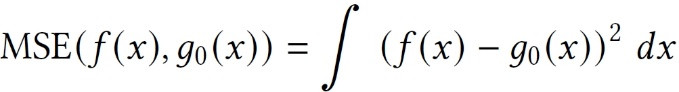 MSE(f(x), g₀(x)) = ∫ (f(x) − g₀(x))² dx